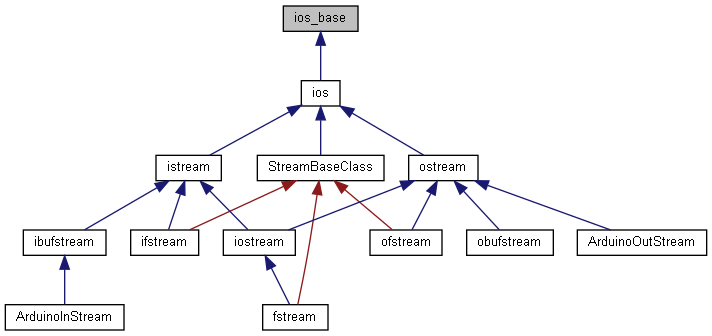 ios_base
ios
istream
StreamBaseClass
ostream
ibufstream
ifstream
iostream
ofstream
obufstream
ArduinoOutStream
ArduinoInStream
fstream